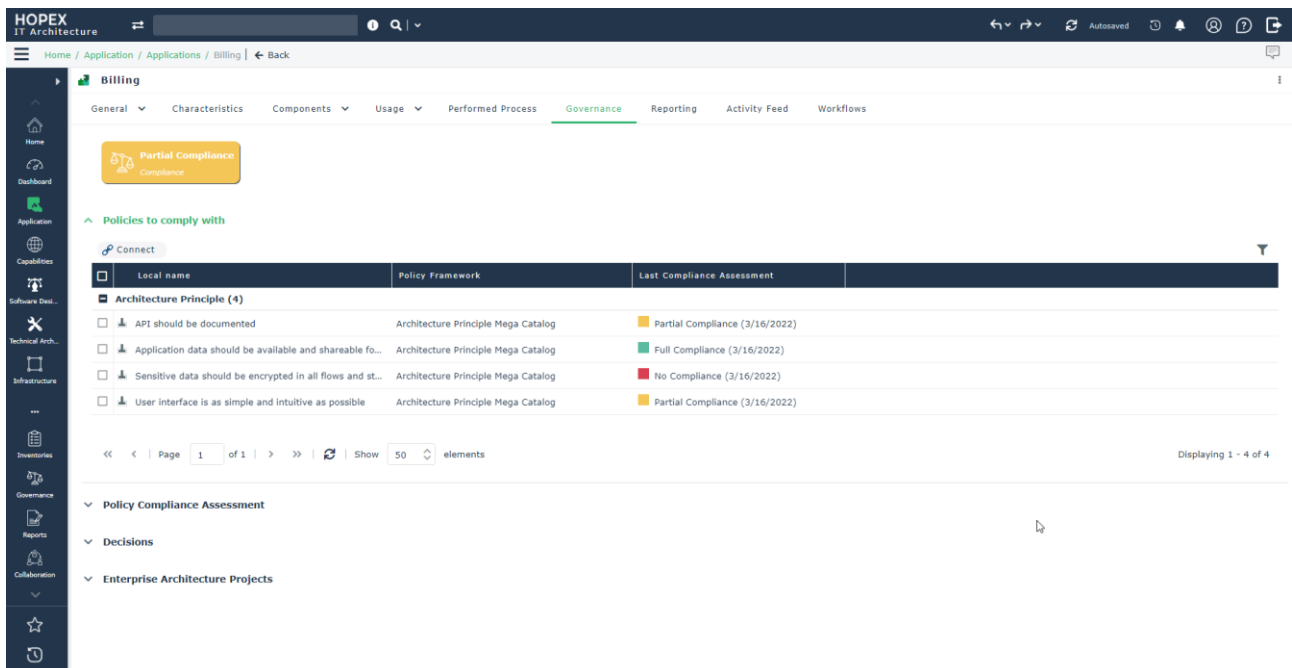 HOPEX
IT Architecture
Autosaved
Home / Application / Applications / Billing | ← Back
Billing
General Characteristics Components Usage Performed Process Governance Reporting Activity Feed Workflows
Home
Dashboard
Application
Capabilities
Software Desi...
Technical Arch...
Infrastructure
...
Inventories
Governance
Reports
Collaboration
Partial Compliance
Compliance
Policies to comply with
Connect
Local name Policy Framework Last Compliance Assessment
Architecture Principle (4)
API should be documented Architecture Principle Mega Catalog Partial Compliance (3/16/2022)
Application data should be available and shareable fo... Architecture Principle Mega Catalog Full Compliance (3/16/2022)
Sensitive data should be encrypted in all flows and st... Architecture Principle Mega Catalog No Compliance (3/16/2022)
User interface is as simple and intuitive as possible Architecture Principle Mega Catalog Partial Compliance (3/16/2022)
Page 1 of 1 Show 50 elements Displaying 1 - 4 of 4
Policy Compliance Assessment
Decisions
Enterprise Architecture Projects